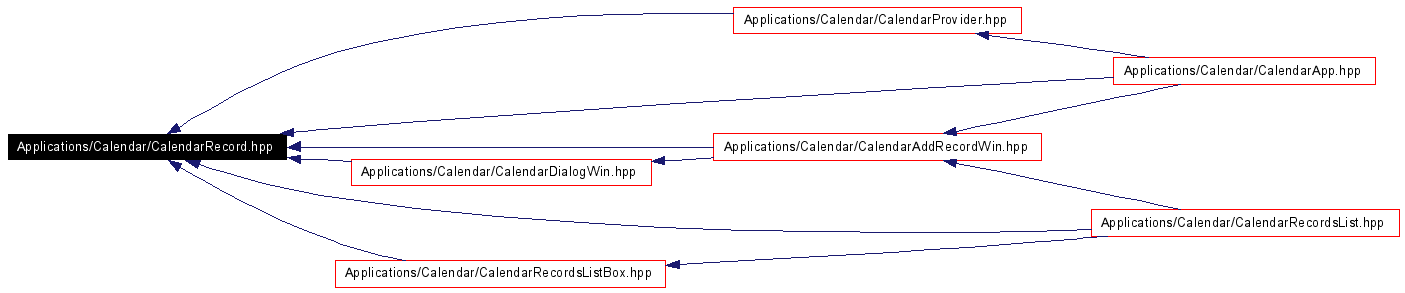 Applications/Calendar/CalendarProvider.hpp
Applications/Calendar/CalendarApp.hpp
Applications/Calendar/CalendarRecord.hpp
Applications/Calendar/CalendarAddRecordWin.hpp
Applications/Calendar/CalendarDialogWin.hpp
Applications/Calendar/CalendarRecordsList.hpp
Applications/Calendar/CalendarRecordsListBox.hpp